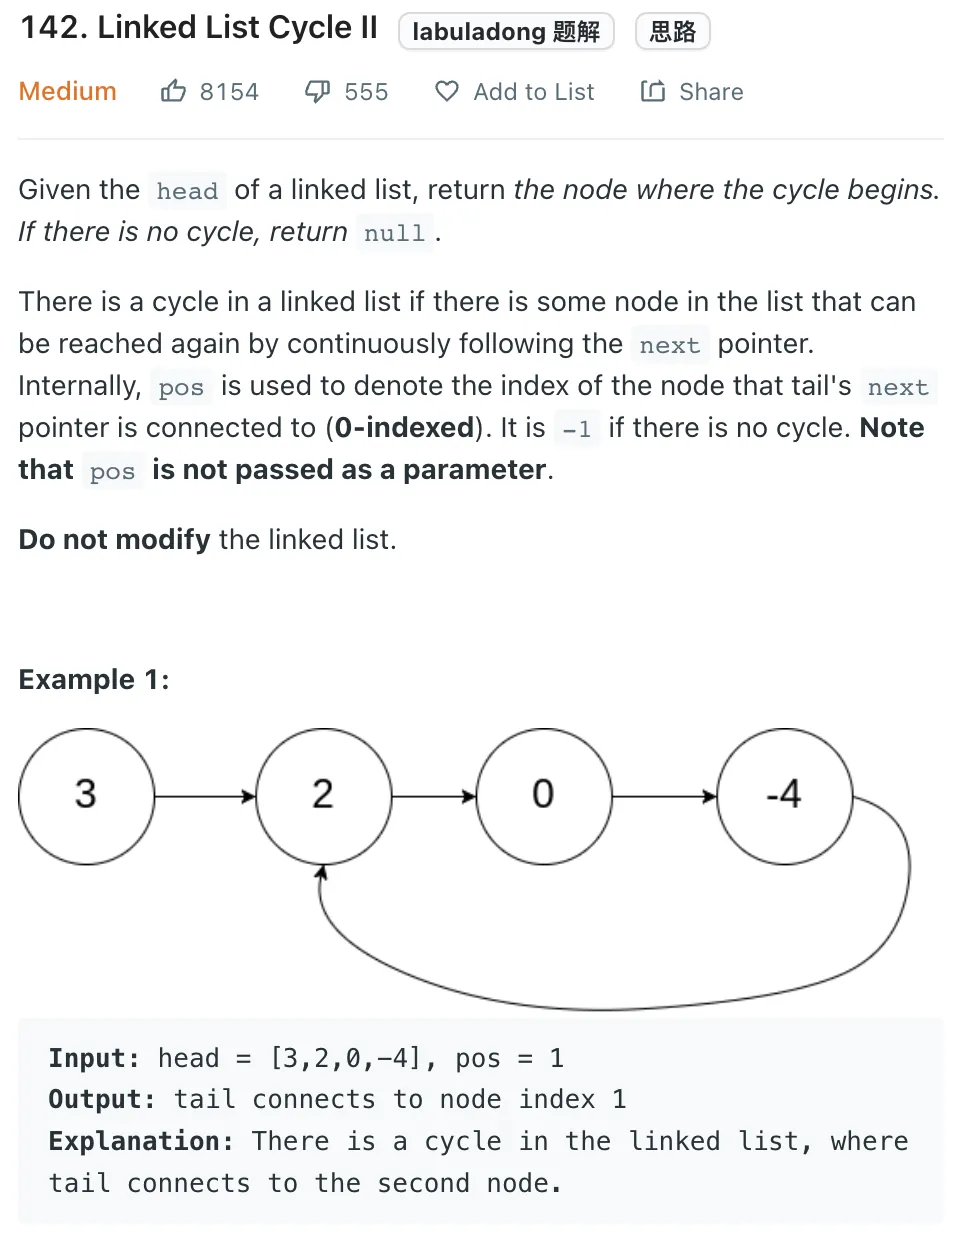 142. Linked List Cycle II labuladong 题解 思路
Medium 8154 555 Add to List Share
Given the head of a linked list, return the node where the cycle begins.
If there is no cycle, return null .
There is a cycle in a linked list if there is some node in the list that can
be reached again by continuously following the next pointer.
Internally, pos is used to denote the index of the node that tail's next
pointer is connected to (0-indexed). It is -1 if there is no cycle. Note
that pos is not passed as a parameter.
Do not modify the linked list.
Example 1:
3 2 0 -4
Input: head = [3,2,0,-4], pos = 1
Output: tail connects to node index 1
Explanation: There is a cycle in the linked list, where
tail connects to the second node.